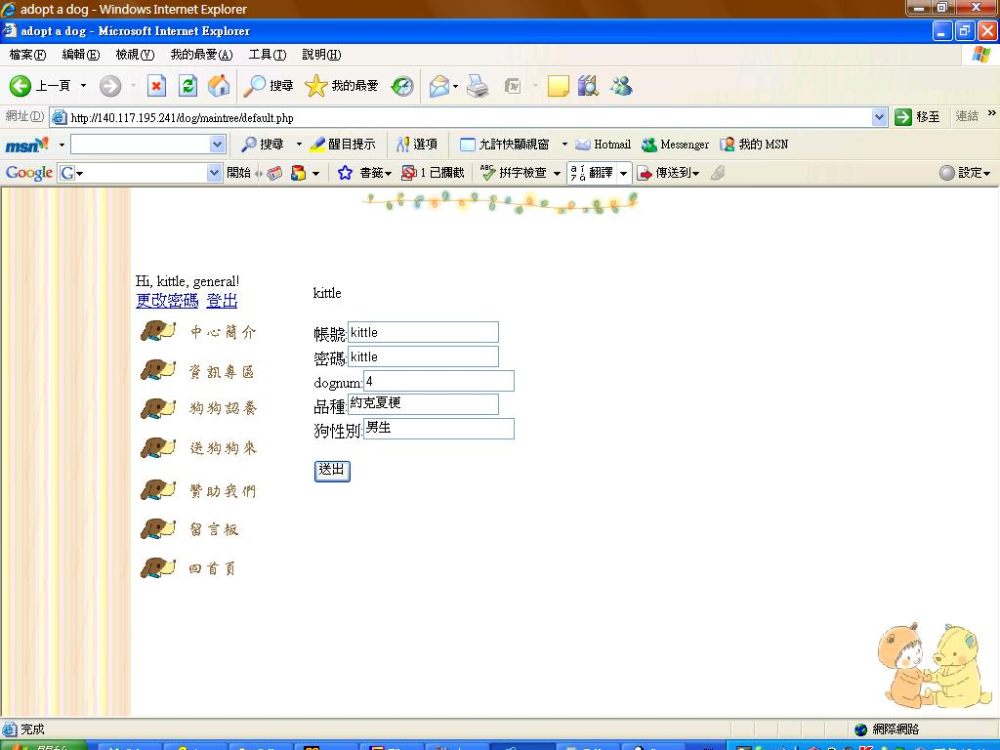 adopt a dog - Windows Internet Explorer
adopt a dog - Microsoft Internet Explorer
檔案(F) 編輯(E) 檢視(V) 我的最愛(A) 工具(T) 說明(H)
上一頁 搜尋 我的最愛
網址(D) http://140.117.195.241/dog/maintree/default.php 移至 連結 »
msn 搜尋 醒目提示 選項 允許快顯視窗 Hotmail Messenger 我的 MSN
Google G 開始 書籤 1 已攔截 ABC 拼字檢查 翻譯 傳送到 設定
Hi, kittle, general!
更改密碼 登出
中心簡介
資訊專區
狗狗認養
送狗狗來
贊助我們
留言板
回首頁
kittle
帳號:kittle
密碼:kittle
dognum:4
品種:約克夏梗
狗性別:男生
送出
完成 網際網路